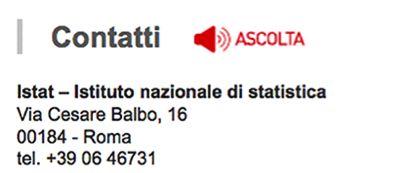 Contatti ASCOLTA
Istat – Istituto nazionale di statistica
Via Cesare Balbo, 16
00184 - Roma
tel. +39 06 46731